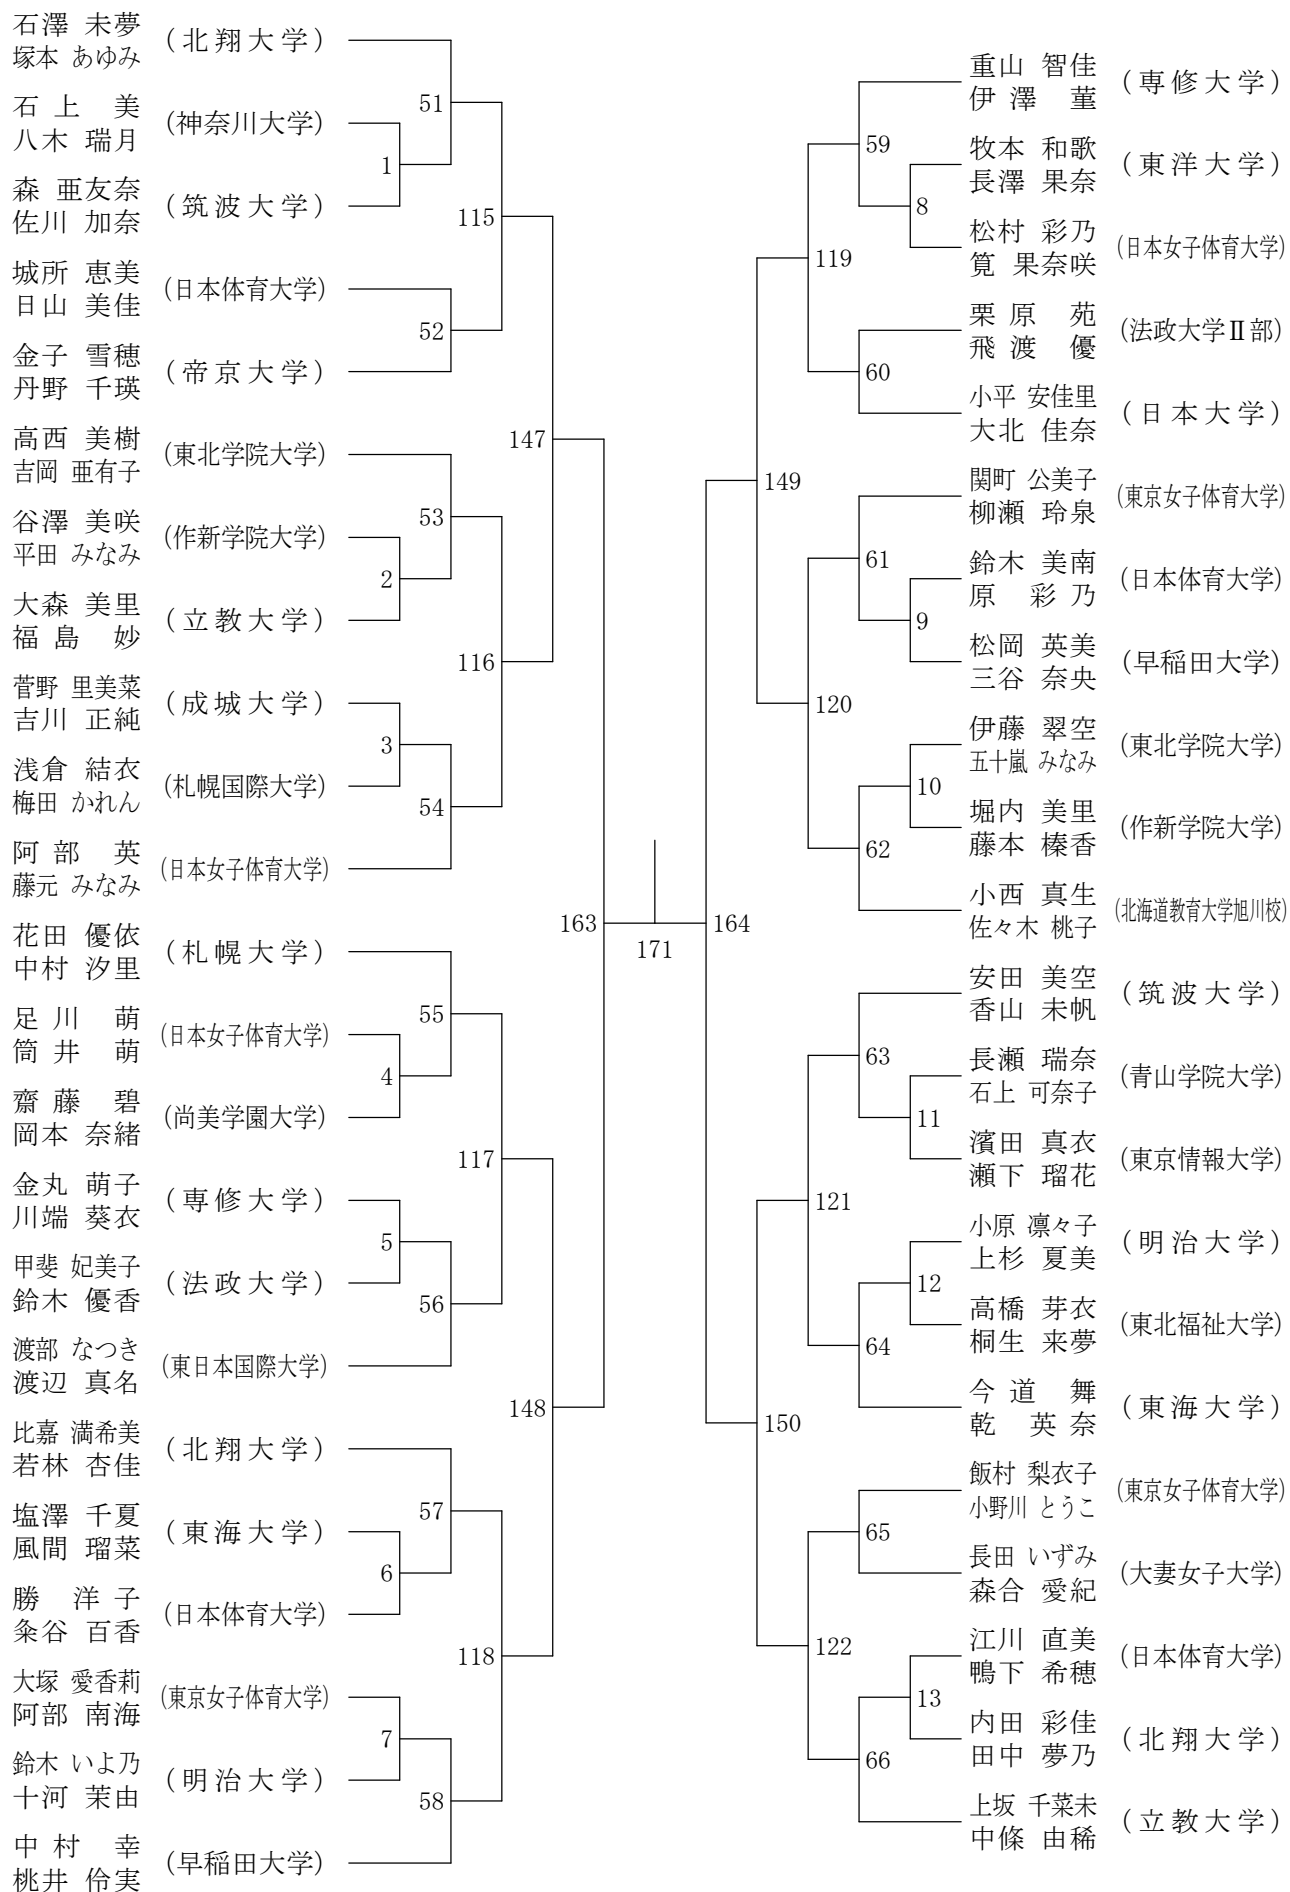 石澤 未夢
塚本 あゆみ
(北翔大学)
石上 美
八木 瑞月
(神奈川大学)
森 亜友奈
佐川 加奈
(筑波大学)
城所 恵美
日山 美佳
(日本体育大学)
金子 雪穂
丹野 千瑛
(帝京大学)
高西 美樹
吉岡 亜有子
(東北学院大学)
谷澤 美咲
平田 みなみ
(作新学院大学)
大森 美里
福島 妙
(立教大学)
菅野 里美菜
吉川 正純
(成城大学)
浅倉 結衣
梅田 かれん
(札幌国際大学)
阿部 英
藤元 みなみ
(日本女子体育大学)
花田 優依
中村 汐里
(札幌大学)
足川 萌
筒井 萌
(日本女子体育大学)
齋藤 碧
岡本 奈緒
(尚美学園大学)
金丸 萌子
川端 葵衣
(専修大学)
甲斐 妃美子
鈴木 優香
(法政大学)
渡部 なつき
渡辺 真名
(東日本国際大学)
比嘉 満希美
若林 杏佳
(北翔大学)
塩澤 千夏
風間 瑠菜
(東海大学)
勝 洋子
粂谷 百香
(日本体育大学)
大塚 愛香莉
阿部 南海
(東京女子体育大学)
鈴木 いよ乃
十河 茉由
(明治大学)
中村 幸
桃井 伶実
(早稲田大学)
51
1
115
52
147
53
2
116
3
54
163
55
4
117
5
56
148
57
6
118
7
58
171
164
59
8
119
60
149
61
9
120
10
62
63
11
121
12
64
150
65
122
13
66
重山 智佳
伊澤 菫
(専修大学)
牧本 和歌
長澤 果奈
(東洋大学)
松村 彩乃
筧 果奈咲
(日本女子体育大学)
栗原 苑
飛渡 優
(法政大学Ⅱ部)
小平 安佳里
大北 佳奈
(日本大学)
関町 公美子
柳瀬 玲泉
(東京女子体育大学)
鈴木 美南
原 彩乃
(日本体育大学)
松岡 英美
三谷 奈央
(早稲田大学)
伊藤 翠空
五十嵐 みなみ
(東北学院大学)
堀内 美里
藤本 榛香
(作新学院大学)
小西 真生
佐々木 桃子
(北海道教育大学旭川校)
安田 美空
香山 未帆
(筑波大学)
長瀬 瑞奈
石上 可奈子
(青山学院大学)
濱田 真衣
瀬下 瑠花
(東京情報大学)
小原 凛々子
上杉 夏美
(明治大学)
高橋 芽衣
桐生 来夢
(東北福祉大学)
今道 舞
乾 英奈
(東海大学)
飯村 梨衣子
小野川 とうこ
(東京女子体育大学)
長田 いずみ
森合 愛紀
(大妻女子大学)
江川 直美
鴨下 希穂
(日本体育大学)
内田 彩佳
田中 夢乃
(北翔大学)
上坂 千菜未
中條 由稀
(立教大学)